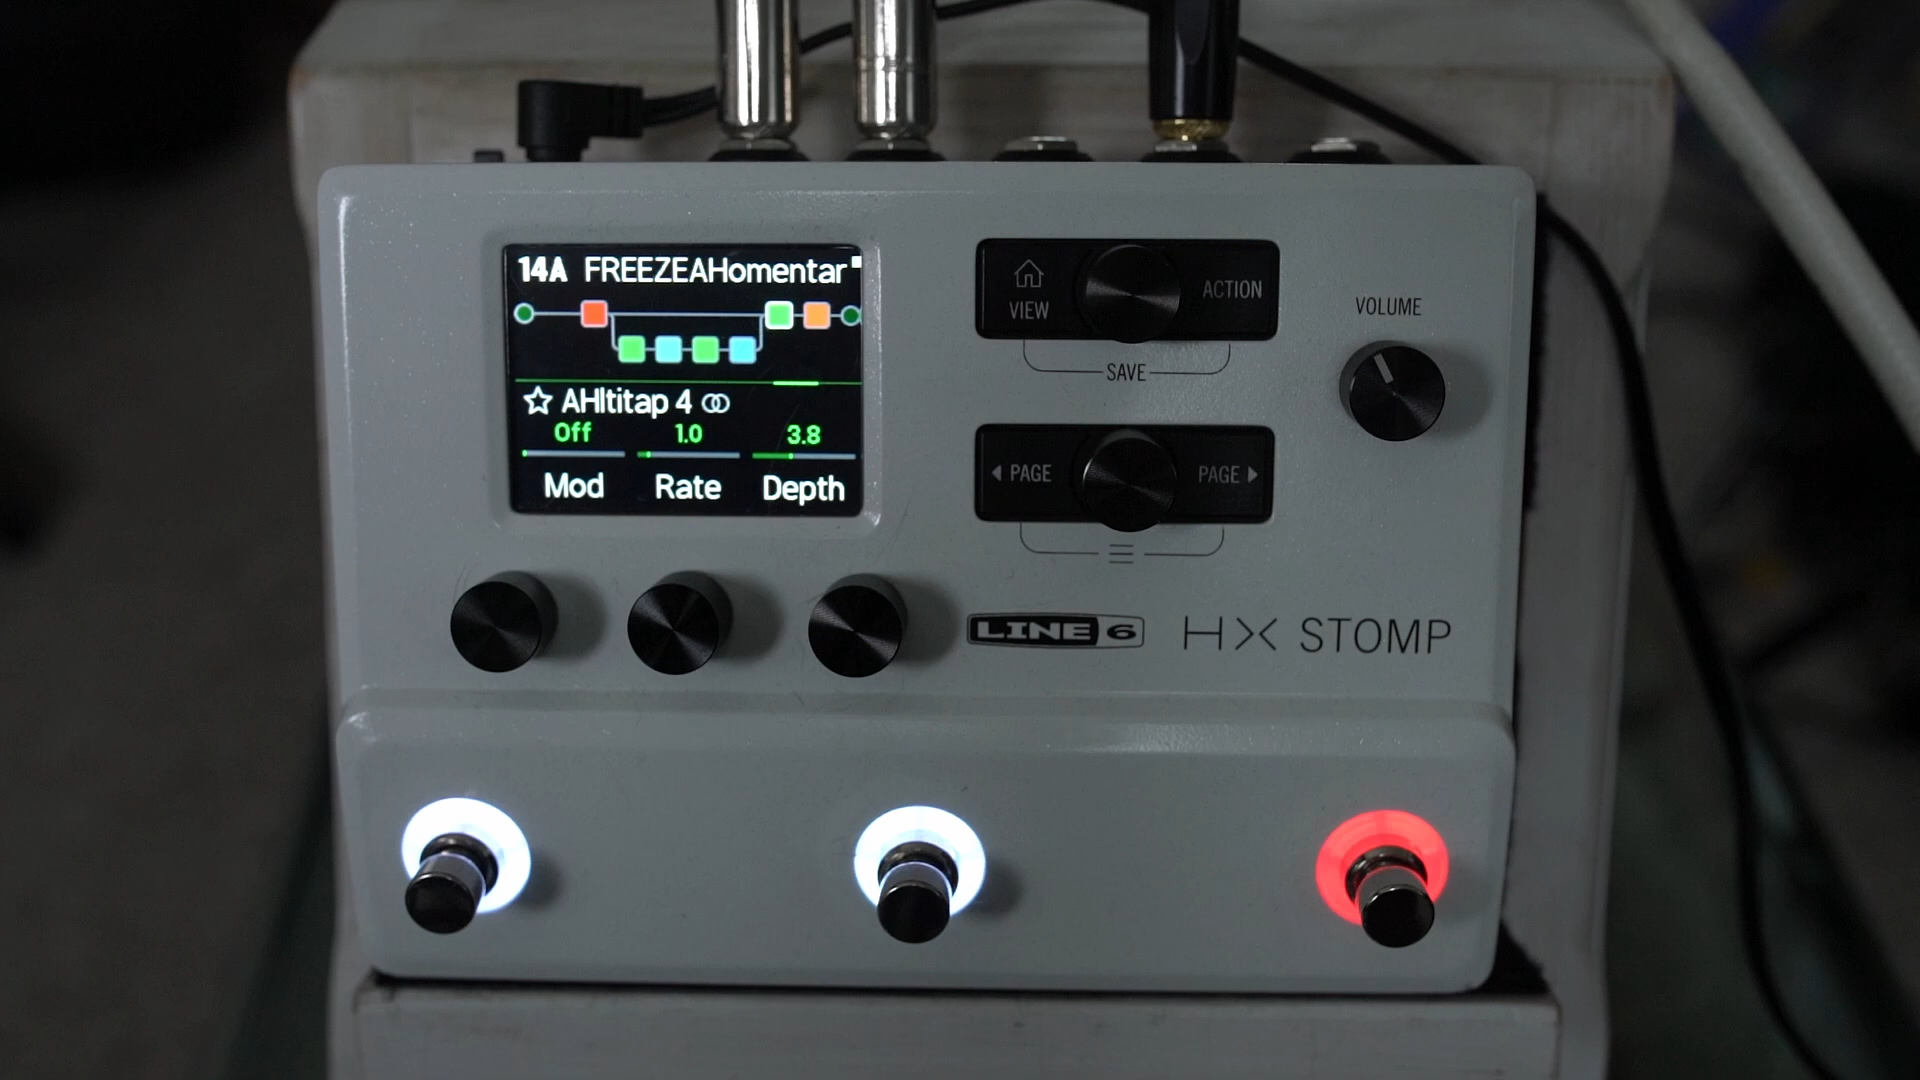 14A FREEZEAHomentar
AHltitap 4
Off 1.0 3.8
Mod Rate Depth
VIEW ACTION
SAVE
PAGE PAGE
VOLUME
LINE 6 HX STOMP